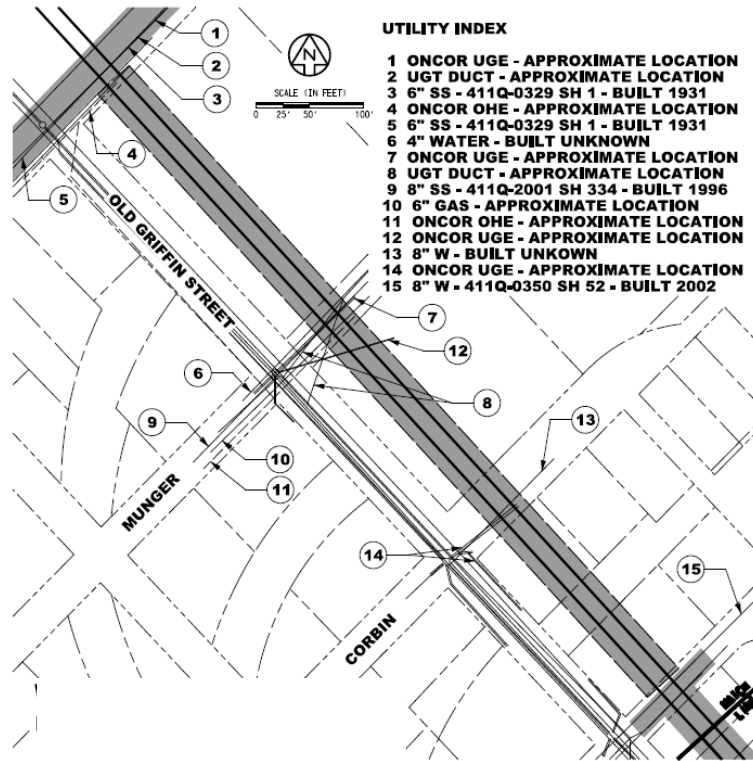 UTILITY INDEX
1 ONCOR UGE - APPROXIMATE LOCATION
2 UGT DUCT - APPROXIMATE LOCATION
3 6" SS - 411Q-0329 SH 1 - BUILT 1931
4 ONCOR OHE - APPROXIMATE LOCATION
5 6" SS - 411Q-0329 SH 1 - BUILT 1931
6 4" WATER - BUILT UNKNOWN
7 ONCOR UGE - APPROXIMATE LOCATION
8 UGT DUCT - APPROXIMATE LOCATION
9 8" SS - 411Q-2001 SH 334 - BUILT 1996
10 6" GAS - APPROXIMATE LOCATION
11 ONCOR OHE - APPROXIMATE LOCATION
12 ONCOR UGE - APPROXIMATE LOCATION
13 8" W - BUILT UNKOWN
14 ONCOR UGE - APPROXIMATE LOCATION
15 8" W - 411Q-0350 SH 52 - BUILT 2002
N
SCALE (IN FEET)
0 25' 50' 100'
1
2
3
4
5
OLD GRIFFIN STREET
7
12
6
8
9
10
11
13
MUNGER
14
15
CORBIN